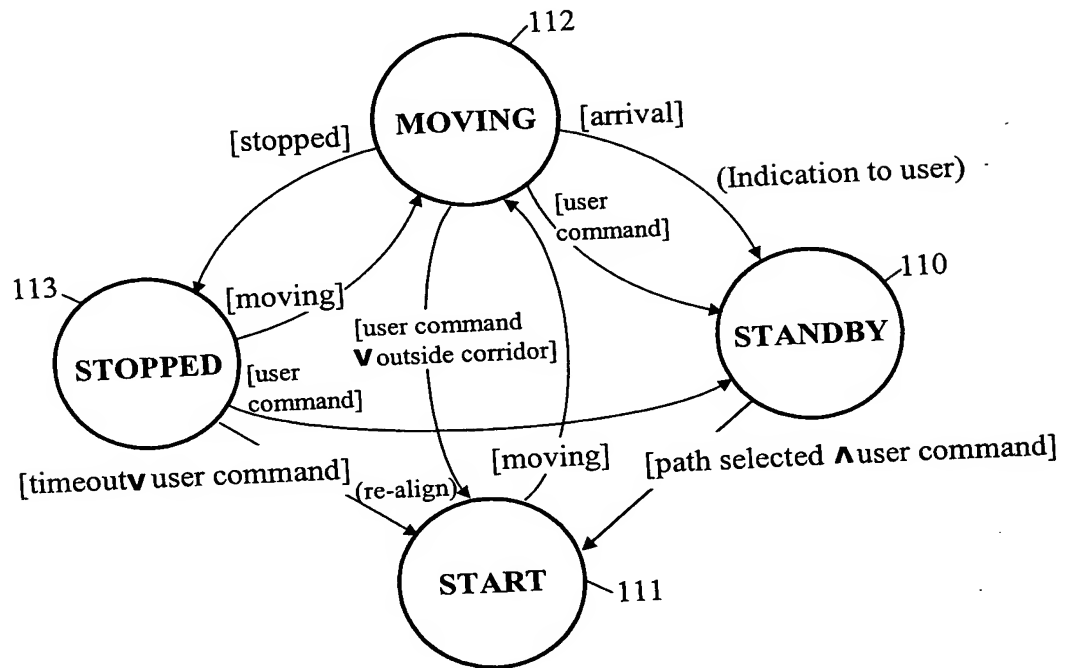 112
MOVING
[arrival]
[stopped]
(Indication to user)
[user
command]
113
110
[moving]
STANDBY
[user command
∨ outside corridor]
STOPPED
[user
command]
[moving]
[path selected ∧ user command]
[timeout∨ user command]
(re-align)
START
111